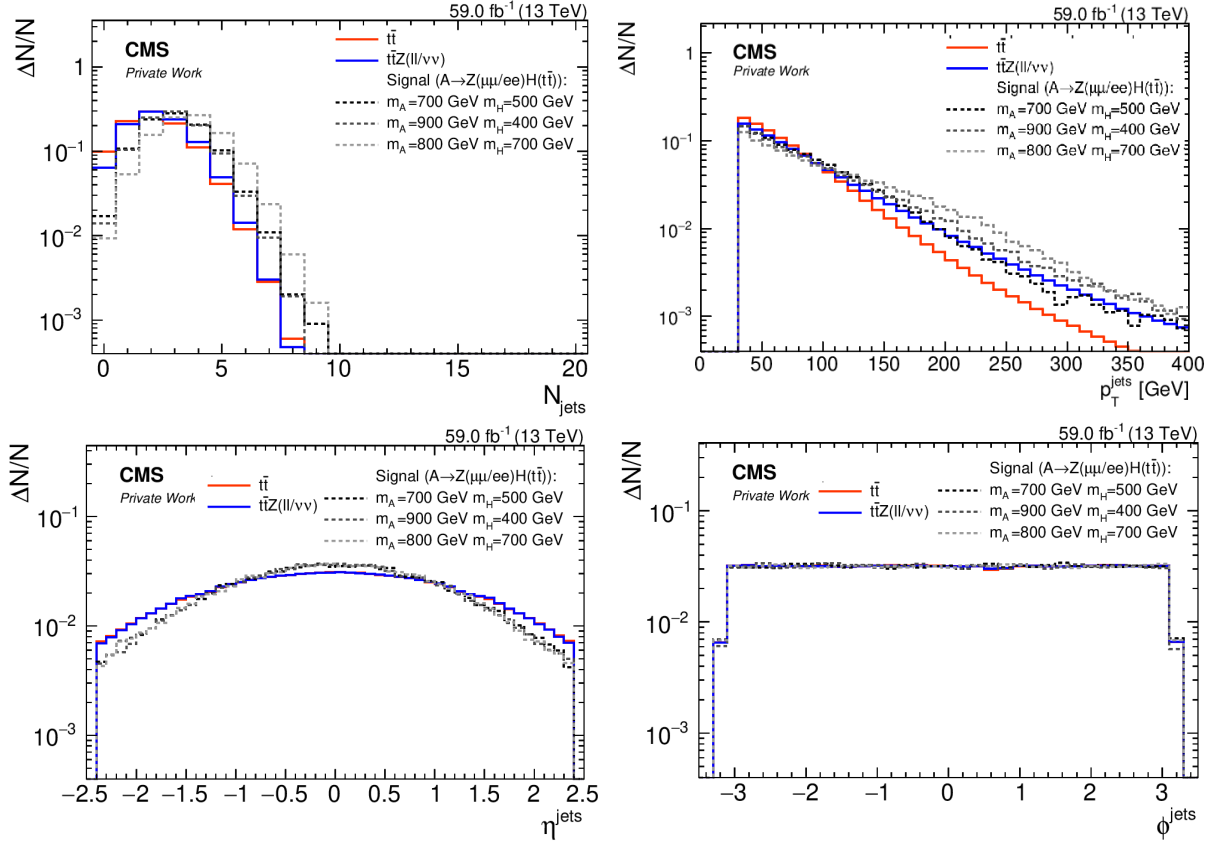 59.0 fb⁻¹ (13 TeV)
ΔN/N
CMS
Private Work
tt̄
tt̄Z(ll/νν)
Signal (A→Z(μμ/ee)H(tt̄)):
m_A=700 GeV m_H=500 GeV
m_A=900 GeV m_H=400 GeV
m_A=800 GeV m_H=700 GeV
1
10⁻¹
10⁻²
10⁻³
0 5 10 15 20
N_jets
59.0 fb⁻¹ (13 TeV)
ΔN/N
CMS
Private Work
tt̄
tt̄Z(ll/νν)
Signal (A→Z(μμ/ee)H(tt̄)):
m_A=700 GeV m_H=500 GeV
m_A=900 GeV m_H=400 GeV
m_A=800 GeV m_H=700 GeV
1
10⁻¹
10⁻²
10⁻³
0 50 100 150 200 250 300 350 400
p_T^jets [GeV]
59.0 fb⁻¹ (13 TeV)
ΔN/N
CMS
Private Work
tt̄
tt̄Z(ll/νν)
Signal (A→Z(μμ/ee)H(tt̄)):
m_A=700 GeV m_H=500 GeV
m_A=900 GeV m_H=400 GeV
m_A=800 GeV m_H=700 GeV
10⁻¹
10⁻²
10⁻³
−2.5 −2 −1.5 −1 −0.5 0 0.5 1 1.5 2 2.5
η^jets
59.0 fb⁻¹ (13 TeV)
ΔN/N
CMS
Private Work
tt̄
tt̄Z(ll/νν)
Signal (A→Z(μμ/ee)H(tt̄)):
m_A=700 GeV m_H=500 GeV
m_A=900 GeV m_H=400 GeV
m_A=800 GeV m_H=700 GeV
10⁻¹
10⁻²
10⁻³
−3 −2 −1 0 1 2 3
ϕ^jets